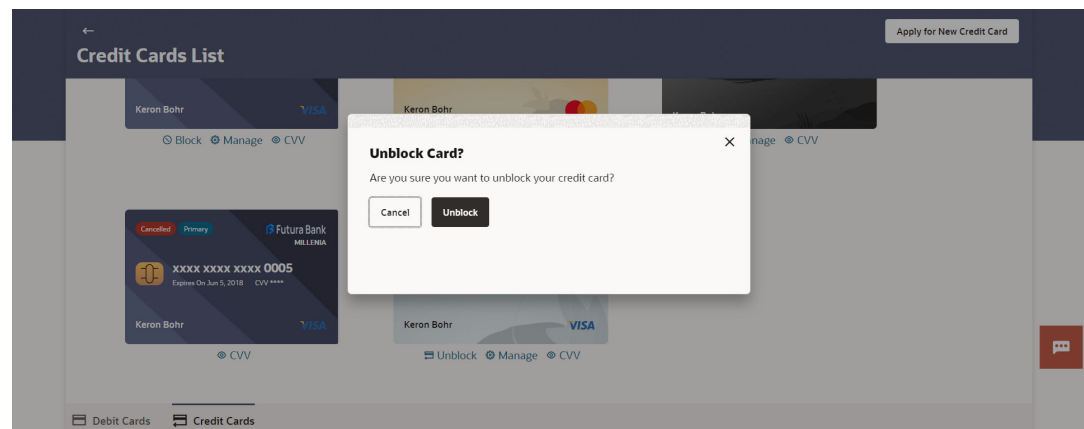 ←
Apply for New Credit Card
Credit Cards List
Keron Bohr VISA
Keron Bohr
Block Manage CVV
CVV
Unblock Card?
Are you sure you want to unblock your credit card?
Cancel Unblock
Cancelled Primary Futura Bank
MILLENIA
XXXX XXXX XXXX 0005
Expires On Jun 5, 2018 CVV ****
Keron Bohr VISA
Keron Bohr VISA
CVV
Unblock Manage CVV
Debit Cards Credit Cards